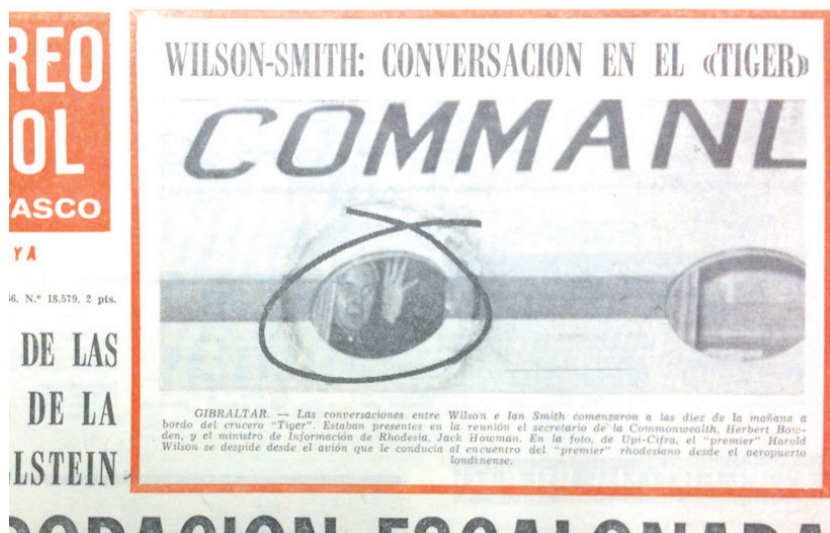 REO
OL
VASCO
YA
66. N.º 18.579. 2 pts.
DE LAS
DE LA
LLSTEIN
WILSON-SMITH: CONVERSACION EN EL «TIGER»
COMMAN
GIBRALTAR. — Las conversaciones entre Wilson e Ian Smith comenzaron a las diez de la mañana a
bordo del crucero "Tiger". Estaban presentes en la reunión el secretario de la Commonwealth, Herbert Bow-
den, y el ministro de Información de Rhodesia, Jack Howman. En la foto, de Upi-Cifra, el "premier" Harold
Wilson se despide desde el avión que le conducía al encuentro del "premier" rhodesiano desde el aeropuerto
londinense.
ESCALONADA